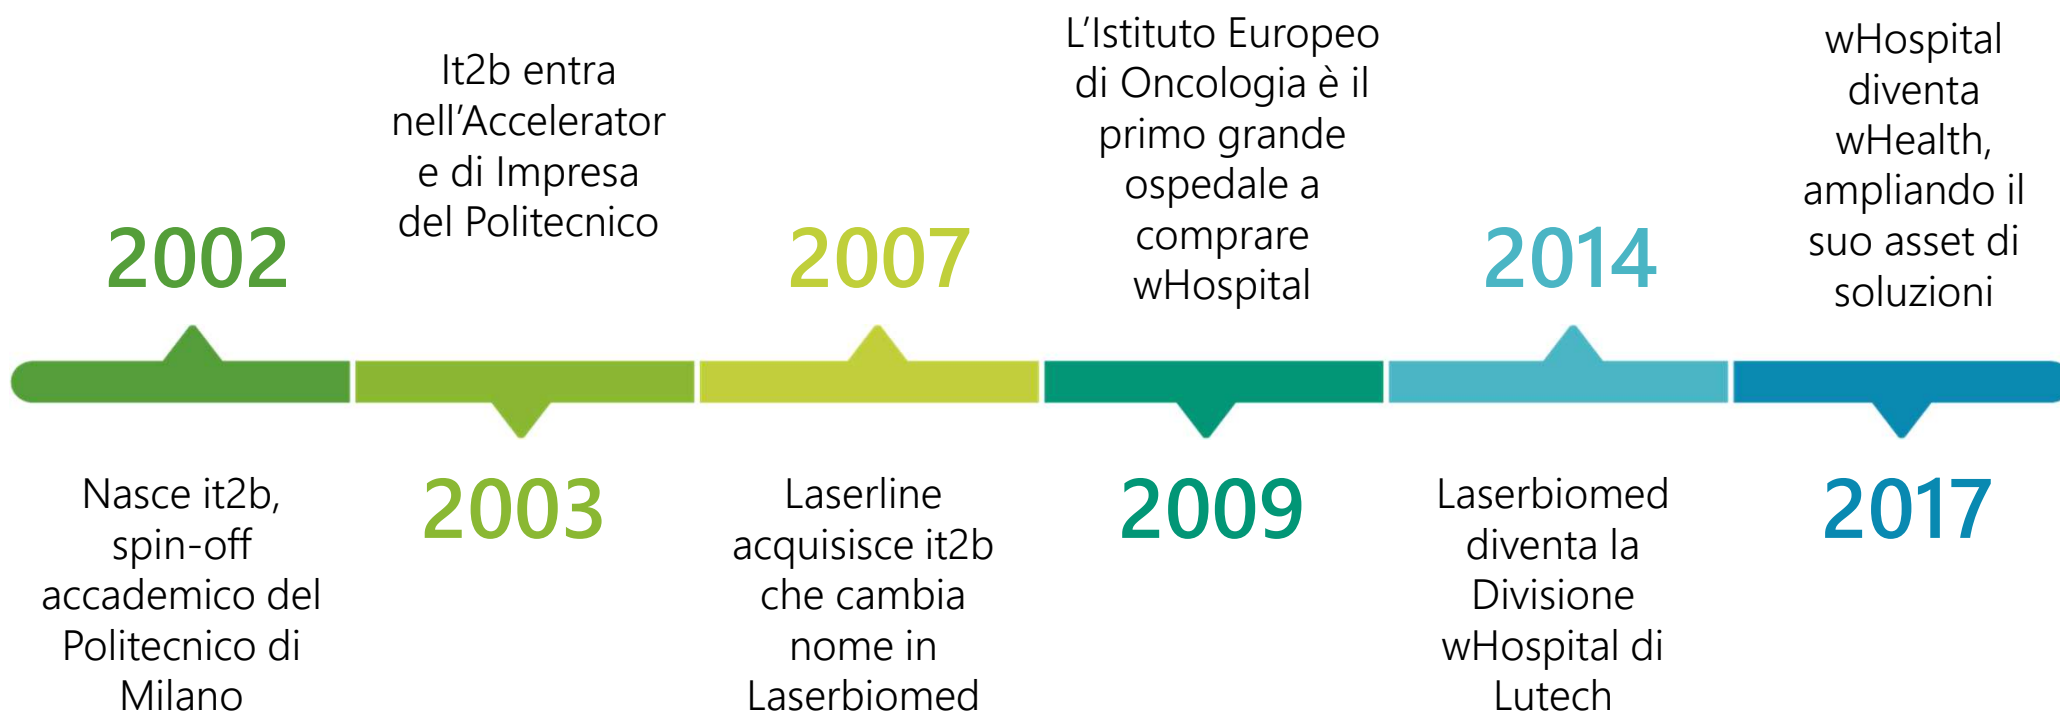 2002
Nasce it2b,
spin-off
accademico del
Politecnico di
Milano
It2b entra
nell'Accelerator
e di Impresa
del Politecnico
2003
2007
Laserline
acquisisce it2b
che cambia
nome in
Laserbiomed
L'Istituto Europeo
di Oncologia è il
primo grande
ospedale a
comprare
wHospital
2009
2014
Laserbiomed
diventa la
Divisione
wHospital di
Lutech
wHospital
diventa
wHealth,
ampliando il
suo asset di
soluzioni
2017